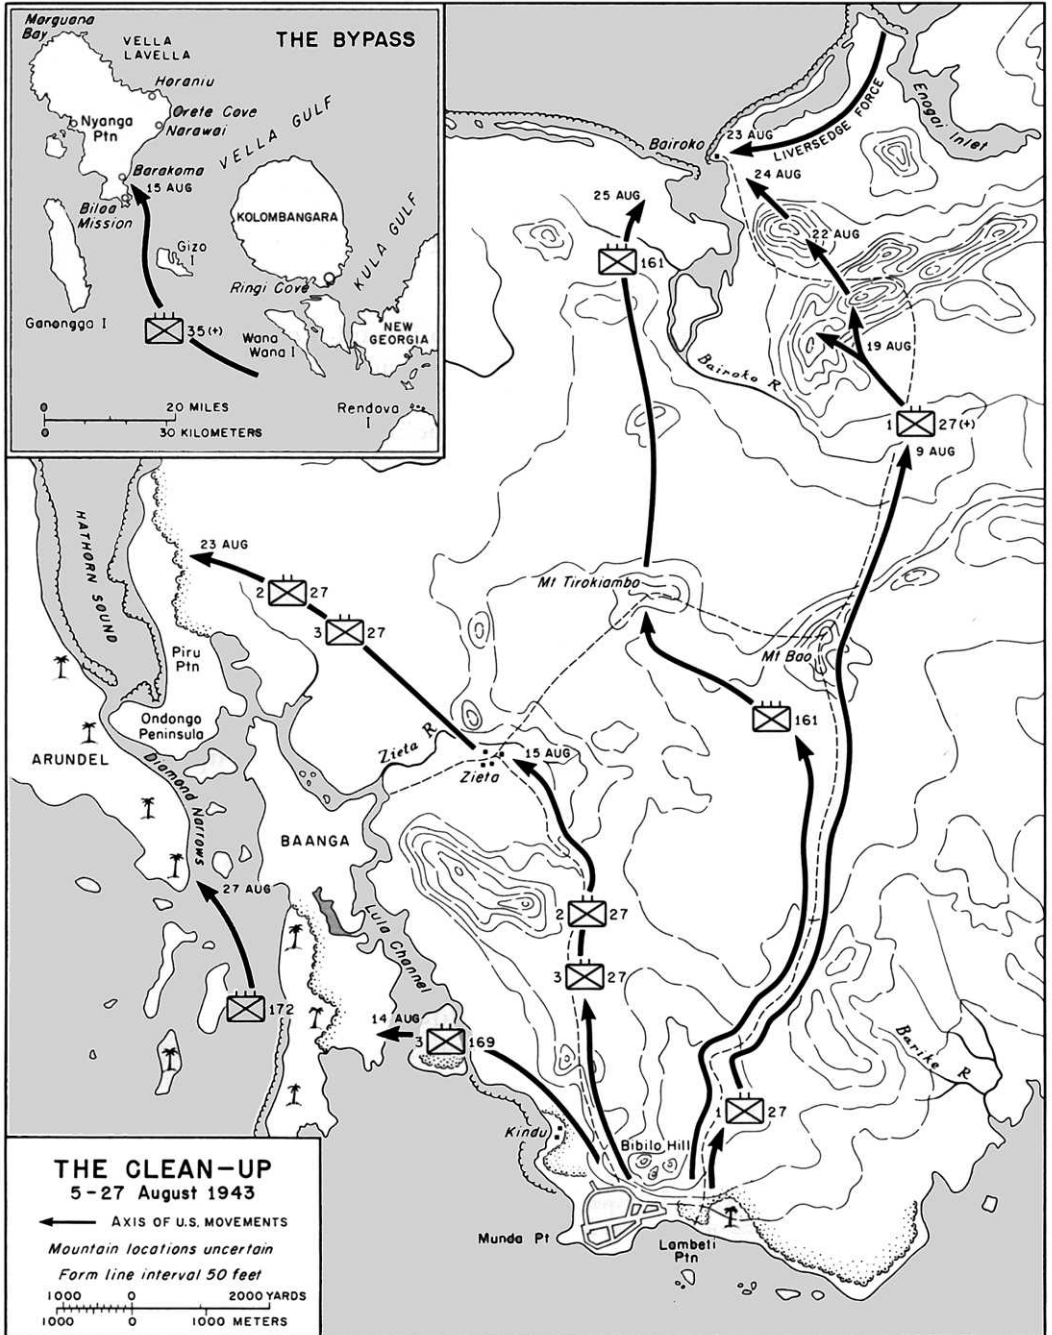 Marquana
Bay
VELLA
LAVELLA
THE BYPASS
Horaniu
Orete Cove
Narawai
Nyanga
Ptn
VELLA GULF
Barakoma
15 AUG
Biloa
Mission
KOLOMBANGARA
KULA GULF
Gizo
I
Ringi Cove
Ganongga I
35 (+)
Wana
Wana I
NEW
GEORGIA
Rendova
I
0 20 MILES
0 30 KILOMETERS
Enogai Inlet
LIVERSEDGE FORCE
23 AUG
Bairoko
24 AUG
25 AUG
22 AUG
161
19 AUG
Bairoko R
1 27(+)
9 AUG
HATHORN SOUND
23 AUG
2 27
3 27
Mt Tirokiambo
Mt Bao
Piru
Ptn
Ondongo
Peninsula
161
ARUNDEL
Diamond Narrows
Zieta R
15 AUG
Zieta
BAANGA
27 AUG
Lula Channel
2 27
3 27
172
14 AUG
3 169
Barike R
1 27
Kindu
Bibilo Hill
Munda Pt
Lambeti
Ptn
THE CLEAN-UP
5-27 August 1943
AXIS OF U.S. MOVEMENTS
Mountain locations uncertain
Form line interval 50 feet
1000 0 2000 YARDS
1000 0 1000 METERS